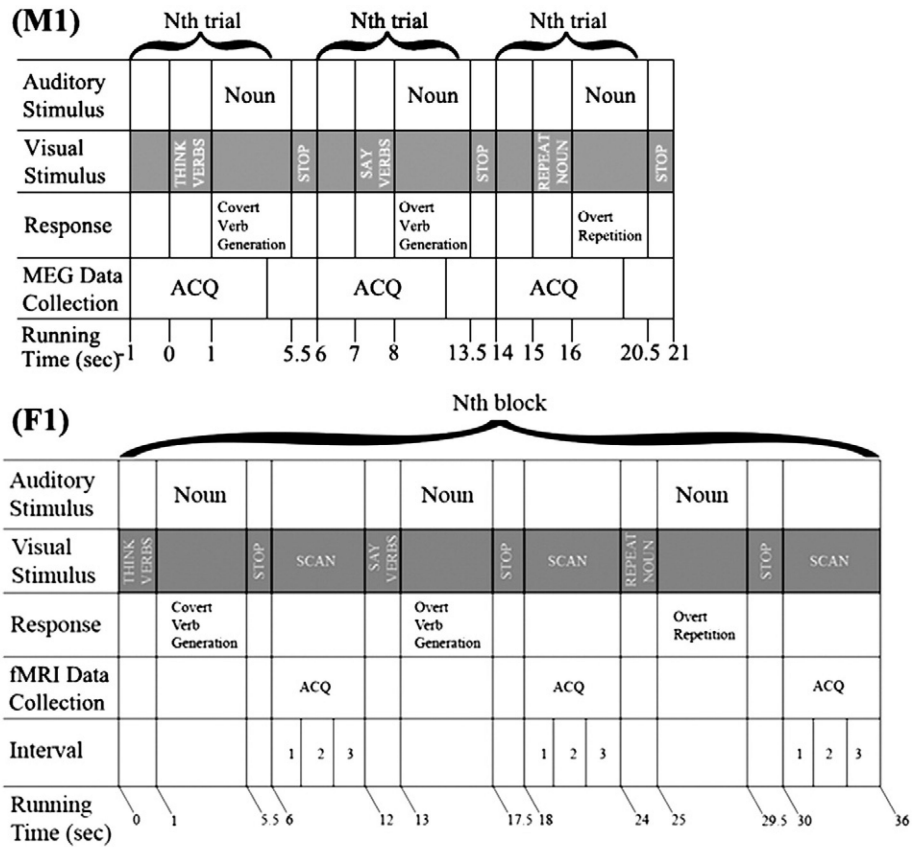 (M1)
Nth trial Nth trial Nth trial
Auditory Stimulus Noun Noun Noun
Visual Stimulus THINK VERBS STOP SAY VERBS STOP REPEAT NOUN STOP
Response Covert Verb Generation Overt Verb Generation Overt Repetition
MEG Data Collection ACQ ACQ ACQ
Running Time (sec) -1 0 1 5.5 6 7 8 13.5 14 15 16 20.5 21
(F1)
Nth block
Auditory Stimulus Noun Noun Noun
Visual Stimulus THINK VERBS STOP SCAN SAY VERBS STOP SCAN REPEAT NOUN STOP SCAN
Response Covert Verb Generation Overt Verb Generation Overt Repetition
fMRI Data Collection ACQ ACQ ACQ
Interval 1 2 3 1 2 3 1 2 3
Running Time (sec) 0 1 5.5 6 12 13 17.5 18 24 25 29.5 30 36